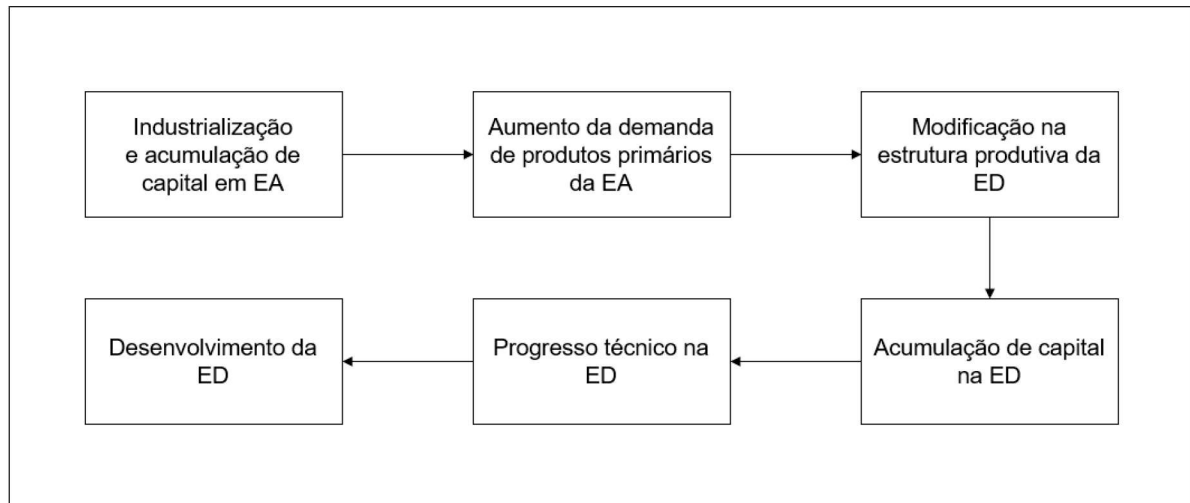 Industrialização
e acumulação de
capital em EA
Aumento da demanda
de produtos primários
da EA
Modificação na
estrutura produtiva da
ED
Acumulação de capital
na ED
Progresso técnico na
ED
Desenvolvimento da
ED